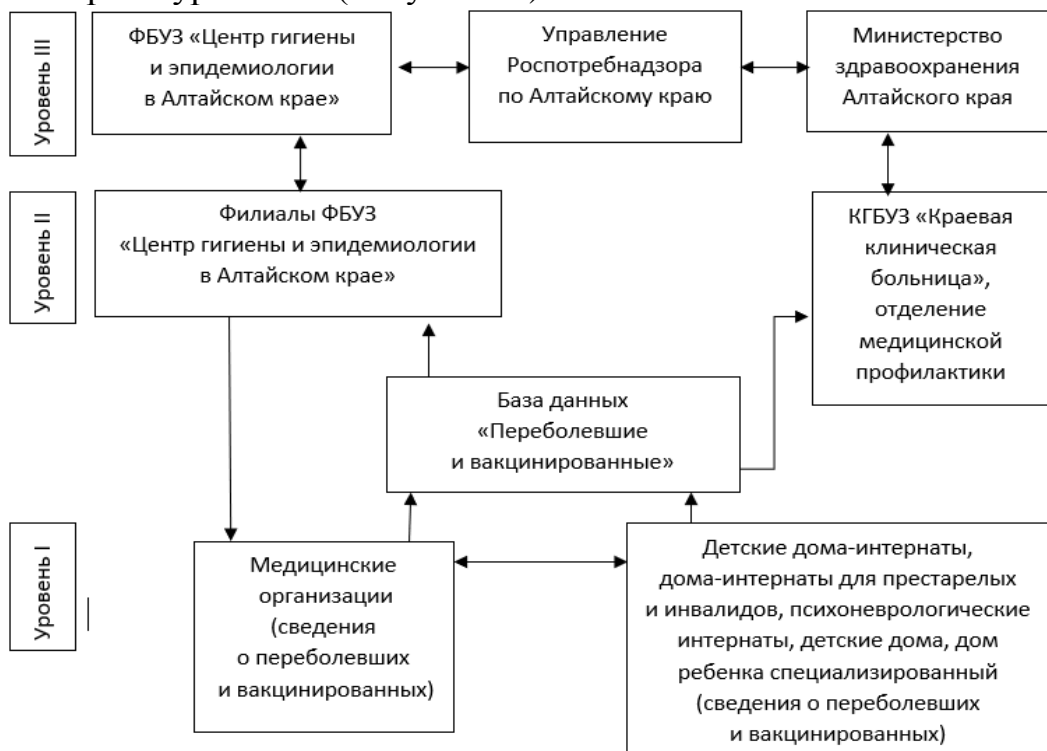 Уровень III
ФБУЗ «Центр гигиены
и эпидемиологии
в Алтайском крае»
Управление
Роспотребнадзора
по Алтайскому краю
Министерство
здравоохранения
Алтайского края
Уровень II
Филиалы ФБУЗ
«Центр гигиены и эпидемиологии
в Алтайском крае»
КГБУЗ «Краевая
клиническая
больница»,
отделение
медицинской
профилактики
База данных
«Переболевшие
и вакцинированные»
Уровень I
Медицинские
организации
(сведения
о переболевших
и вакцинированных)
Детские дома-интернаты,
дома-интернаты для престарелых
и инвалидов, психоневрологические
интернаты, детские дома, дом
ребенка специализированный
(сведения о переболевших
и вакцинированных)